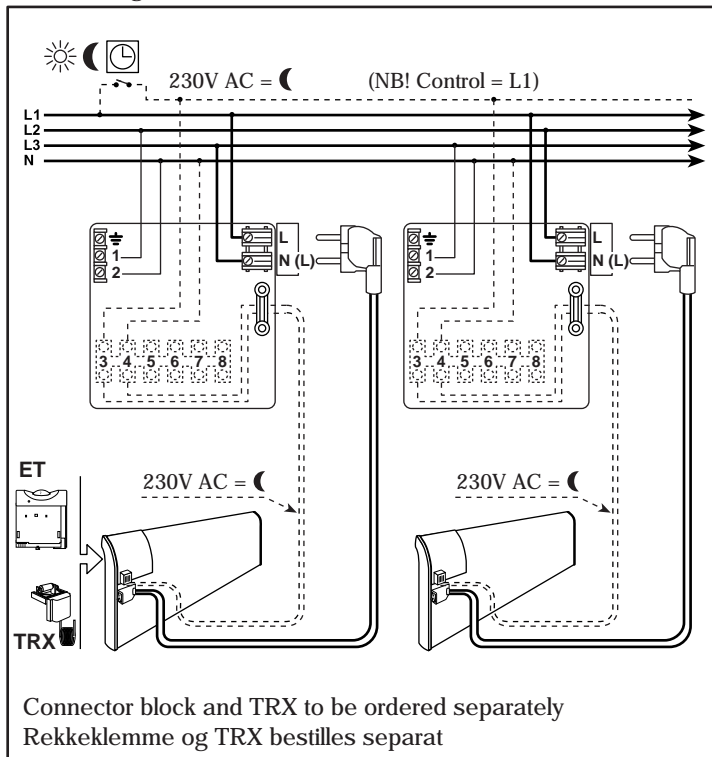 230V AC = (NB! Control = L1)
L1
L2
L3
N
L
N (L)
1
2
3 4 5 6 7 8
L
N (L)
1
2
3 4 5 6 7 8
ET
TRX
230V AC =
230V AC =
Connector block and TRX to be ordered separately
Rekkeklemme og TRX bestilles separat